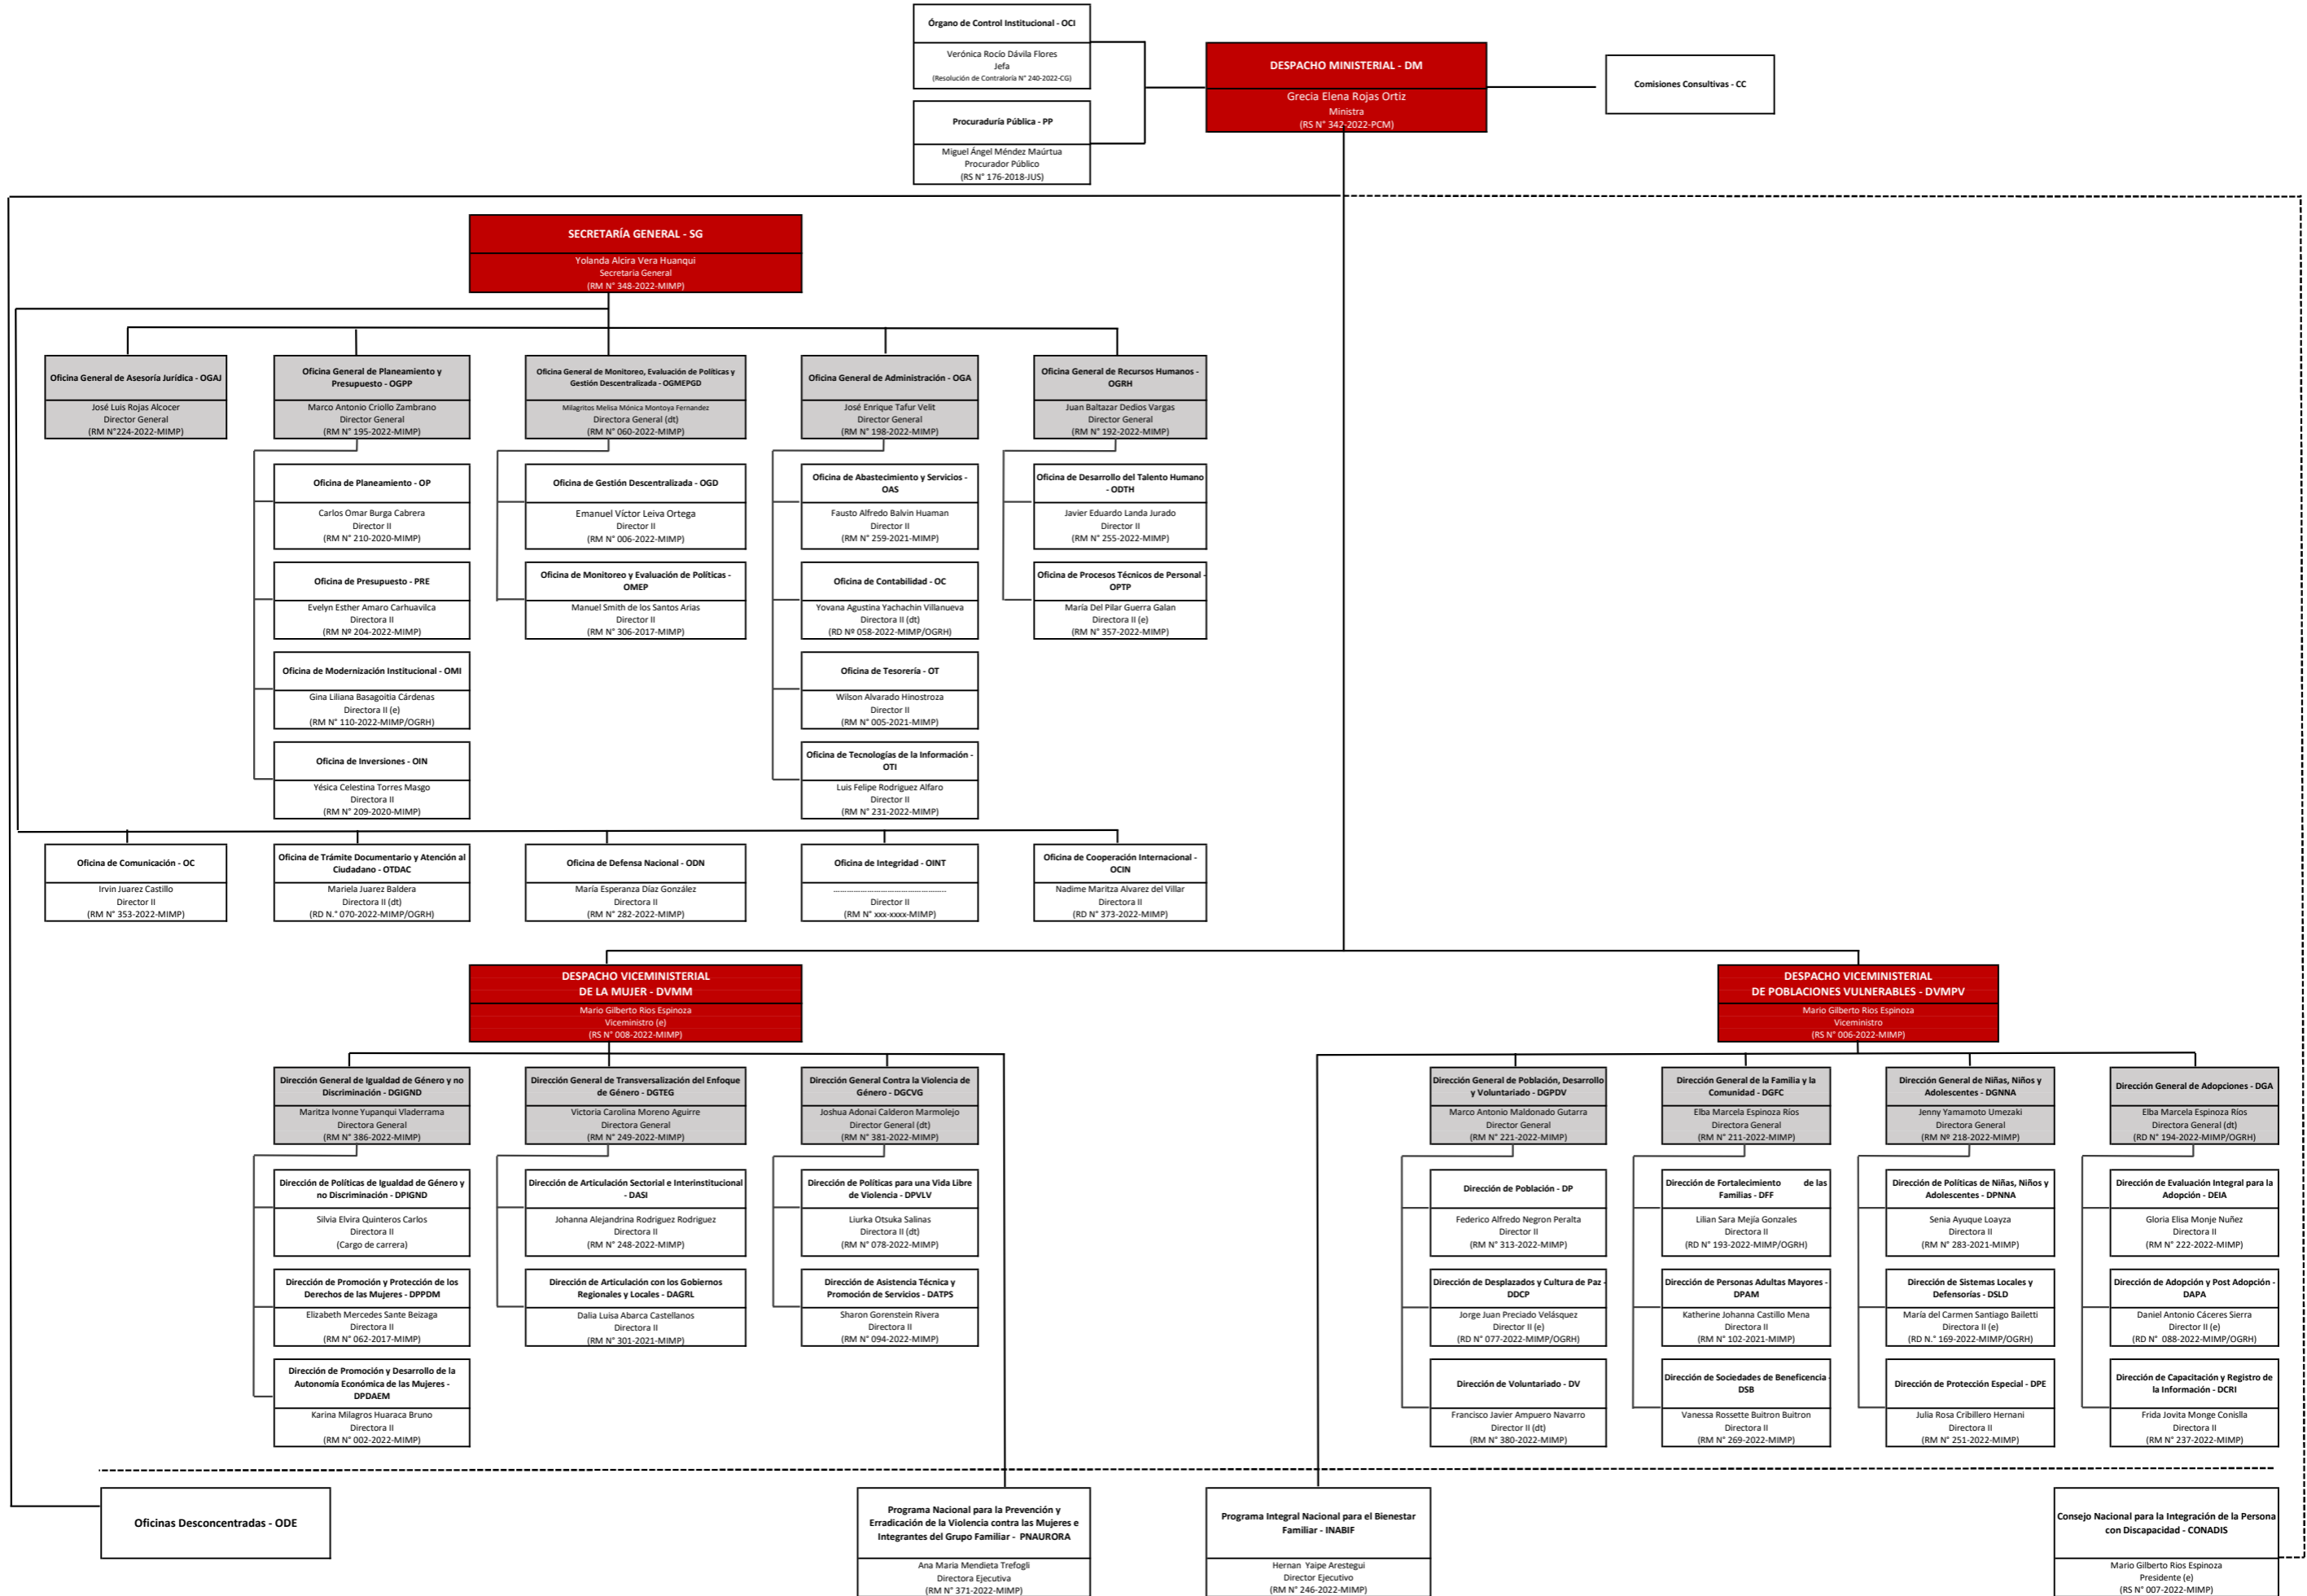 Órgano de Control Institucional - OCI
Verónica Rocío Dávila Flores
Jefa
(Resolución de Contraloría N° 240-2022-CG)
DESPACHO MINISTERIAL - DM
Grecia Elena Rojas Ortiz
Ministra
(RS N° 342-2022-PCM)
Comisiones Consultivas - CC
Procuraduría Pública - PP
Miguel Ángel Méndez Maúrtua
Procurador Público
(RS N° 176-2018-JUS)
SECRETARÍA GENERAL - SG
Yolanda Alcira Vera Huanqui
Secretaria General
(RM N° 348-2022-MIMP)
Oficina General de Asesoría Jurídica - OGAJ
José Luis Rojas Alcocer
Director General
(RM N°224-2022-MIMP)
Oficina General de Planeamiento y
Presupuesto - OGPP
Marco Antonio Criollo Zambrano
Director General
(RM N° 195-2022-MIMP)
Oficina General de Monitoreo, Evaluación de Políticas y
Gestión Descentralizada - OGMEPGD
Milagritos Melisa Mónica Montoya Fernandez
Directora General (dt)
(RM N° 060-2022-MIMP)
Oficina General de Administración - OGA
José Enrique Tafur Velit
Director General
(RM N° 198-2022-MIMP)
Oficina General de Recursos Humanos -
OGRH
Juan Baltazar Dedios Vargas
Director General
(RM N° 192-2022-MIMP)
Oficina de Planeamiento - OP
Carlos Omar Burga Cabrera
Director II
(RM N° 210-2020-MIMP)
Oficina de Gestión Descentralizada - OGD
Emanuel Víctor Leiva Ortega
Director II
(RM N° 006-2022-MIMP)
Oficina de Abastecimiento y Servicios -
OAS
Fausto Alfredo Balvin Huaman
Director II
(RM N° 259-2021-MIMP)
Oficina de Desarrollo del Talento Humano
- ODTH
Javier Eduardo Landa Jurado
Director II
(RM N° 255-2022-MIMP)
Oficina de Presupuesto - PRE
Evelyn Esther Amaro Carhuavilca
Directora II
(RM Nº 204-2022-MIMP)
Oficina de Monitoreo y Evaluación de Políticas -
OMEP
Manuel Smith de los Santos Arias
Director II
(RM N° 306-2017-MIMP)
Oficina de Contabilidad - OC
Yovana Agustina Yachachin Villanueva
Directora II (dt)
(RD Nº 058-2022-MIMP/OGRH)
Oficina de Procesos Técnicos de Personal -
OPTP
María Del Pilar Guerra Galan
Directora II (e)
(RM N° 357-2022-MIMP)
Oficina de Modernización Institucional - OMI
Gina Liliana Basagoitia Cárdenas
Directora II (e)
(RM N° 110-2022-MIMP/OGRH)
Oficina de Tesorería - OT
Wilson Alvarado Hinostroza
Director II
(RM N° 005-2021-MIMP)
Oficina de Inversiones - OIN
Yésica Celestina Torres Masgo
Directora II
(RM N° 209-2020-MIMP)
Oficina de Tecnologías de la Información -
OTI
Luis Felipe Rodriguez Alfaro
Director II
(RM N° 231-2022-MIMP)
Oficina de Comunicación - OC
Irvin Juarez Castillo
Director II
(RM N° 353-2022-MIMP)
Oficina de Trámite Documentario y Atención al
Ciudadano - OTDAC
Mariela Juarez Baldera
Directora II (dt)
(RD N.° 070-2022-MIMP/OGRH)
Oficina de Defensa Nacional - ODN
María Esperanza Díaz González
Directora II
(RM N° 282-2022-MIMP)
Oficina de Integridad - OINT
................................................
Director II
(RM N° xxx-xxxx-MIMP)
Oficina de Cooperación Internacional -
OCIN
Nadime Maritza Alvarez del Villar
Directora II
(RD N° 373-2022-MIMP)
DESPACHO VICEMINISTERIAL
DE LA MUJER - DVMM
Mario Gilberto Rios Espinoza
Viceministro (e)
(RS N° 008-2022-MIMP)
DESPACHO VICEMINISTERIAL
DE POBLACIONES VULNERABLES - DVMPV
Mario Gilberto Rios Espinoza
Viceministro
(RS N° 006-2022-MIMP)
Dirección General de Igualdad de Género y no
Discriminación - DGIGND
Maritza Ivonne Yupanqui Vladerrama
Directora General
(RM N° 386-2022-MIMP)
Dirección General de Transversalización del Enfoque
de Género - DGTEG
Victoria Carolina Moreno Aguirre
Directora General
(RM N° 249-2022-MIMP)
Dirección General Contra la Violencia de
Género - DGCVG
Joshua Adonai Calderon Marmolejo
Director General (dt)
(RM N° 381-2022-MIMP)
Dirección General de Población, Desarrollo
y Voluntariado - DGPDV
Marco Antonio Maldonado Gutarra
Director General
(RM N° 221-2022-MIMP)
Dirección General de la Familia y la
Comunidad - DGFC
Elba Marcela Espinoza Ríos
Directora General
(RM N° 211-2022-MIMP)
Dirección General de Niñas, Niños y
Adolescentes - DGNNA
Jenny Yamamoto Umezaki
Directora General
(RM Nº 218-2022-MIMP)
Dirección General de Adopciones - DGA
Elba Marcela Espinoza Ríos
Directora General (dt)
(RD N° 194-2022-MIMP/OGRH)
Dirección de Políticas de Igualdad de Género y
no Discriminación - DPIGND
Silvia Elvira Quinteros Carlos
Directora II
(Cargo de carrera)
Dirección de Articulación Sectorial e Interinstitucional
- DASI
Johanna Alejandrina Rodriguez Rodriguez
Directora II
(RM N° 248-2022-MIMP)
Dirección de Políticas para una Vida Libre
de Violencia - DPVLV
Liurka Otsuka Salinas
Directora II (dt)
(RM N° 078-2022-MIMP)
Dirección de Población - DP
Federico Alfredo Negron Peralta
Director II
(RM N° 313-2022-MIMP)
Dirección de Fortalecimiento de las
Familias - DFF
Lilian Sara Mejía Gonzales
Directora II
(RD N° 193-2022-MIMP/OGRH)
Dirección de Políticas de Niñas, Niños y
Adolescentes - DPNNA
Senia Ayuque Loayza
Directora II
(RM N° 283-2021-MIMP)
Dirección de Evaluación Integral para la
Adopción - DEIA
Gloria Elisa Monje Nuñez
Directora II
(RM N° 222-2022-MIMP)
Dirección de Promoción y Protección de los
Derechos de las Mujeres - DPPDM
Elizabeth Mercedes Sante Beizaga
Directora II
(RM N° 062-2017-MIMP)
Dirección de Articulación con los Gobiernos
Regionales y Locales - DAGRL
Dalia Luisa Abarca Castellanos
Directora II
(RM N° 301-2021-MIMP)
Dirección de Asistencia Técnica y
Promoción de Servicios - DATPS
Sharon Gorenstein Rivera
Directora II
(RM N° 094-2022-MIMP)
Dirección de Desplazados y Cultura de Paz -
DDCP
Jorge Juan Preciado Velásquez
Director II (e)
(RD N° 077-2022-MIMP/OGRH)
Dirección de Personas Adultas Mayores -
DPAM
Katherine Johanna Castillo Mena
Directora II
(RM N° 102-2021-MIMP)
Dirección de Sistemas Locales y
Defensorías - DSLD
María del Carmen Santiago Bailetti
Directora II (e)
(RD N.° 169-2022-MIMP/OGRH)
Dirección de Adopción y Post Adopción -
DAPA
Daniel Antonio Cáceres Sierra
Director II (e)
(RD N° 088-2022-MIMP/OGRH)
Dirección de Promoción y Desarrollo de la
Autonomía Económica de las Mujeres -
DPDAEM
Karina Milagros Huaraca Bruno
Directora II
(RM N° 002-2022-MIMP)
Dirección de Voluntariado - DV
Francisco Javier Ampuero Navarro
Director II (dt)
(RM N° 380-2022-MIMP)
Dirección de Sociedades de Beneficencia -
DSB
Vanessa Rossette Buitron Buitron
Directora II
(RM N° 269-2022-MIMP)
Dirección de Protección Especial - DPE
Julia Rosa Cribillero Hernani
Directora II
(RM N° 251-2022-MIMP)
Dirección de Capacitación y Registro de
la Información - DCRI
Frida Jovita Monge Conislla
Directora II
(RM N° 237-2022-MIMP)
Oficinas Desconcentradas - ODE
Programa Nacional para la Prevención y
Erradicación de la Violencia contra las Mujeres e
Integrantes del Grupo Familiar - PNAURORA
Ana Maria Mendieta Trefogli
Directora Ejecutiva
(RM N° 371-2022-MIMP)
Programa Integral Nacional para el Bienestar
Familiar - INABIF
Hernan Yaipe Arestegui
Director Ejecutivo
(RM N° 246-2022-MIMP)
Consejo Nacional para la Integración de la Persona
con Discapacidad - CONADIS
Mario Gilberto Rios Espinoza
Presidente (e)
(RS N° 007-2022-MIMP)